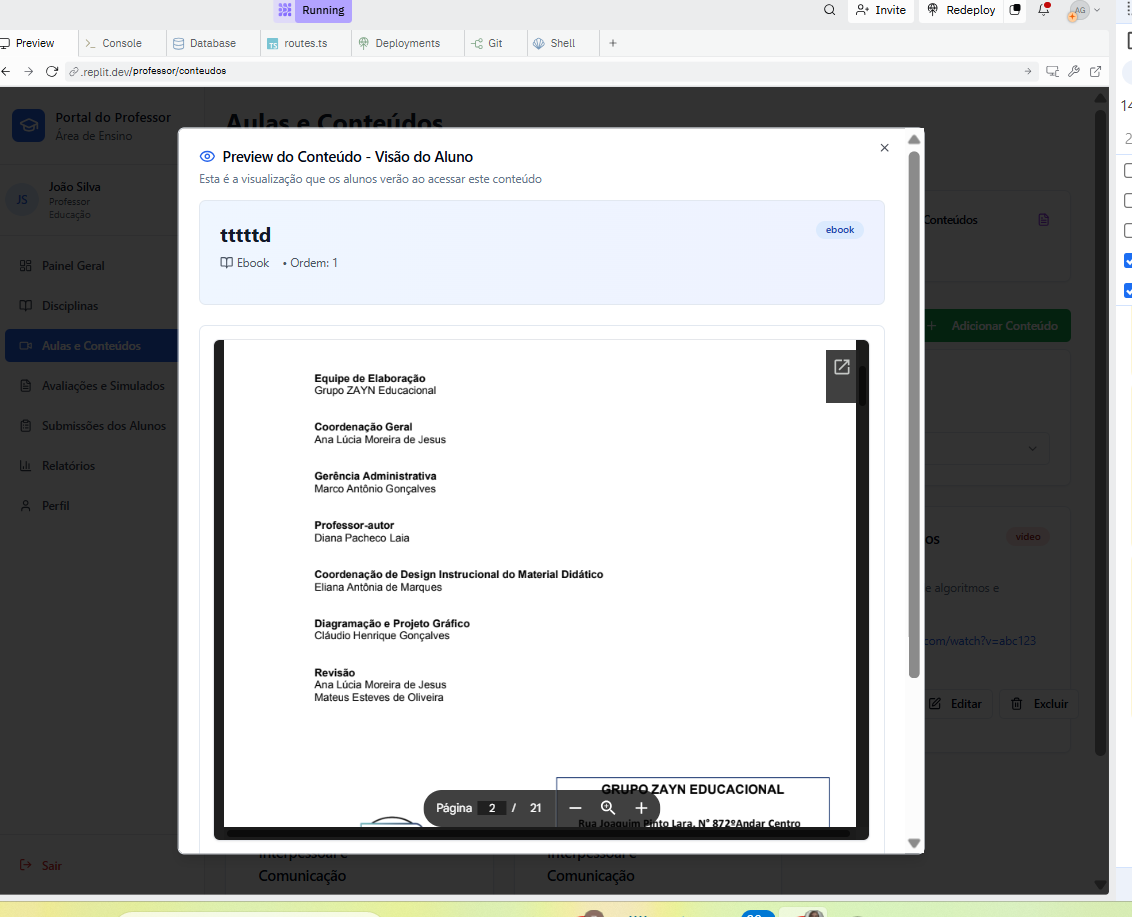 Running
Invite
Redeploy
AG
Preview
Console
Database
routes.ts
Deployments
Git
Shell
.replit.dev/professor/conteudos
Portal do Professor
Área de Ensino
JS
João Silva
Professor
Educação
Painel Geral
Disciplinas
Aulas e Conteúdos
Avaliações e Simulados
Submissões dos Alunos
Relatórios
Perfil
Sair
Aulas e Conteúdos
Preview do Conteúdo - Visão do Aluno
Esta é a visualização que os alunos verão ao acessar este conteúdo
tttttd
ebook
Ebook • Ordem: 1
Equipe de Elaboração
Grupo ZAYN Educacional
Coordenação Geral
Ana Lúcia Moreira de Jesus
Gerência Administrativa
Marco Antônio Gonçalves
Professor-autor
Diana Pacheco Laia
Coordenação de Design Instrucional do Material Didático
Eliana Antônia de Marques
Diagramação e Projeto Gráfico
Cláudio Henrique Gonçalves
Revisão
Ana Lúcia Moreira de Jesus
Mateus Esteves de Oliveira
GRUPO ZAYN EDUCACIONAL
Rua Joaquim Pinto Lara, N° 872ºAndar Centro
Página 2 / 21
Conteúdos
+ Adicionar Conteúdo
os
video
e algoritmos e
com/watch?v=abc123
Editar
Excluir
Interpessoal e
Comunicação
Interpessoal e
Comunicação
14
2